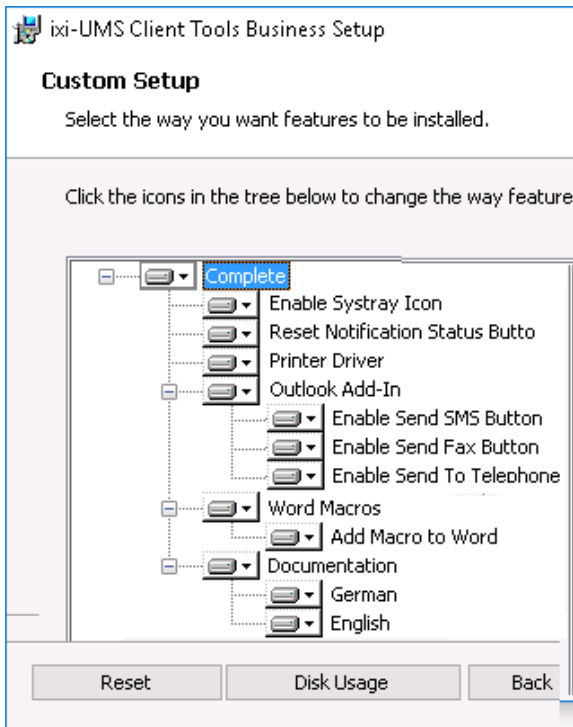 ixi-UMS Client Tools Business Setup
Custom Setup
Select the way you want features to be installed.
Click the icons in the tree below to change the way feature
Complete
Enable Systray Icon
Reset Notification Status Butto
Printer Driver
Outlook Add-In
Enable Send SMS Button
Enable Send Fax Button
Enable Send To Telephone
Word Macros
Add Macro to Word
Documentation
German
English
Reset Disk Usage Back